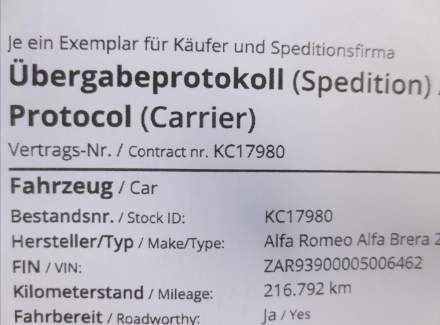 Je ein Exemplar für Käufer und Speditionsfirma
Übergabeprotokoll (Spedition)
Protocol (Carrier)
Vertrags-Nr. / Contract nr. KC17980
Fahrzeug / Car
Bestandsnr. / Stock ID: KC17980
Hersteller/Typ / Make/Type: Alfa Romeo Alfa Brera 2
FIN / VIN: ZAR93900005006462
Kilometerstand / Mileage: 216.792 km
Fahrbereit / Roadworthy: Ja / Yes